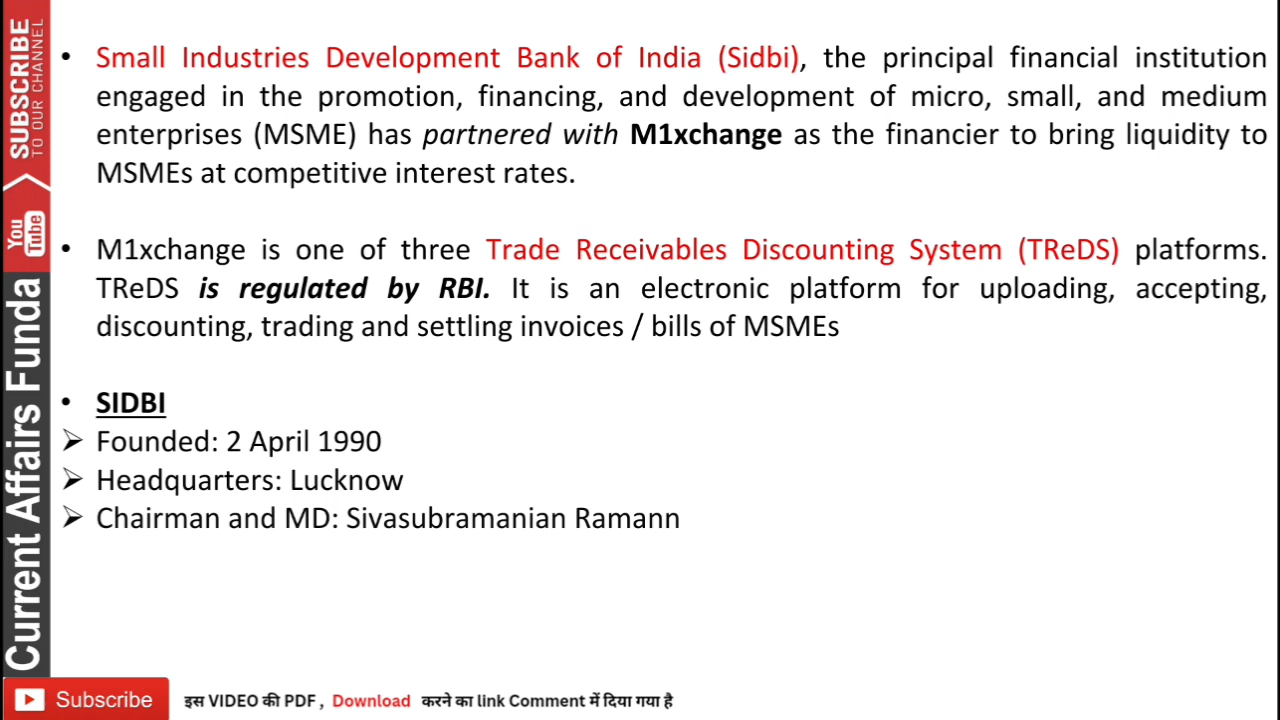 • Small Industries Development Bank of India (Sidbi), the principal financial institution
engaged in the promotion, financing, and development of micro, small, and medium
enterprises (MSME) has partnered with M1xchange as the financier to bring liquidity to
MSMEs at competitive interest rates.
• M1xchange is one of three Trade Receivables Discounting System (TReDS) platforms.
TReDS is regulated by RBI. It is an electronic platform for uploading, accepting,
discounting, trading and settling invoices / bills of MSMEs
• SIDBI
➢ Founded: 2 April 1990
➢ Headquarters: Lucknow
➢ Chairman and MD: Sivasubramanian Ramann
SUBSCRIBE
TO OUR CHANNEL
You
Tube
Current Affairs Funda
Subscribe
इस VIDEO की PDF , Download करने का link Comment में दिया गया है